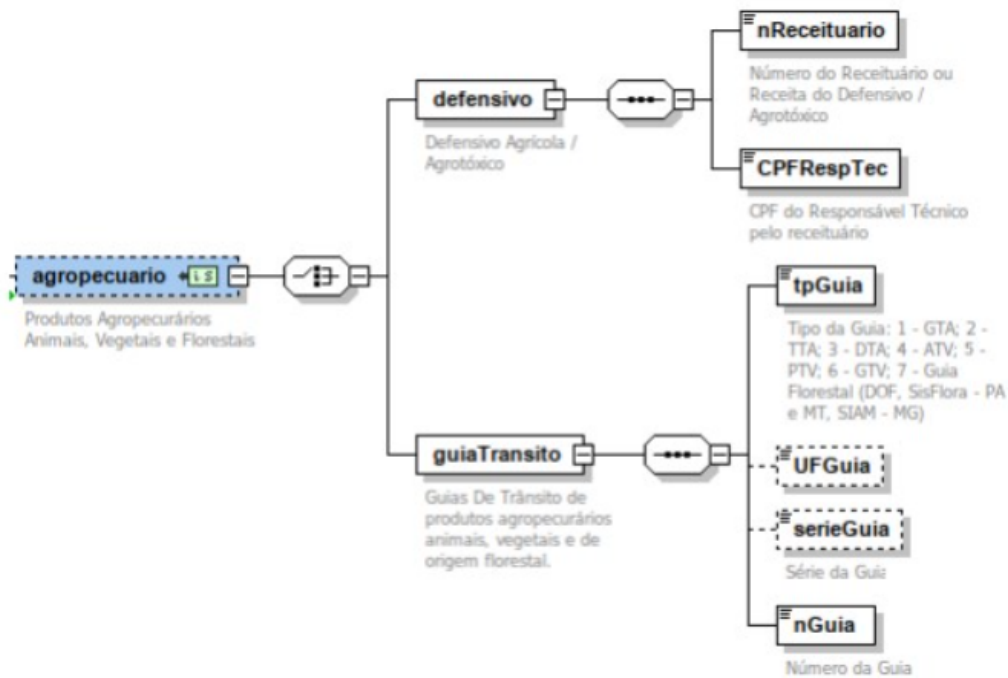 nReceituario
Número do Receituário ou
Receita do Defensivo /
Agrotóxico
defensivo
Defensivo Agrícola /
Agrotóxico
CPFRespTec
CPF do Responsável Técnico
pelo receituário
agropecuario
Produtos Agropecurários
Animais, Vegetais e Florestais
tpGuia
Tipo da Guia: 1 - GTA; 2 -
TTA; 3 - DTA; 4 - ATV; 5 -
PTV; 6 - GTV; 7 - Guia
Florestal (DOF, SisFlora - PA
e MT, SIAM - MG)
guiaTransito
Guias De Trânsito de
produtos agropecurários
animais, vegetais e de
origem florestal.
UFGuia
serieGuia
Série da Guia
nGuia
Número da Guia